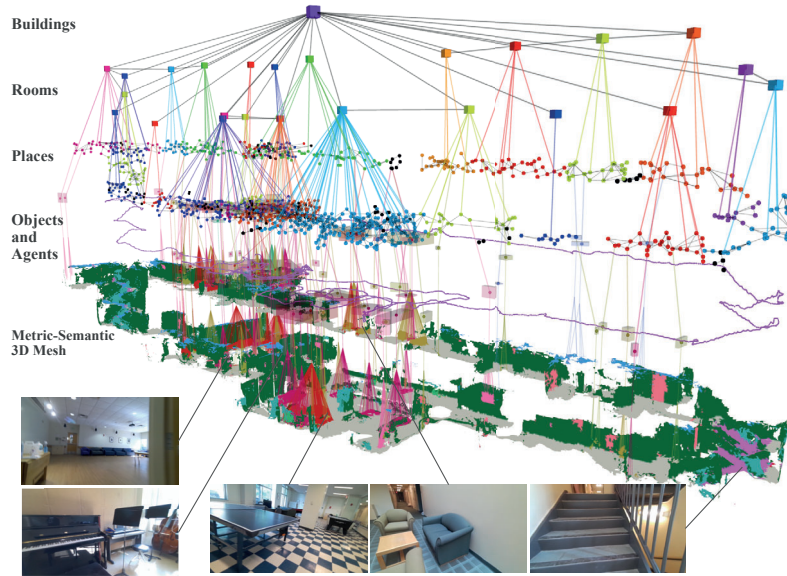 Buildings
Rooms
Places
Objects and
Agents
Metric-Semantic
3D Mesh